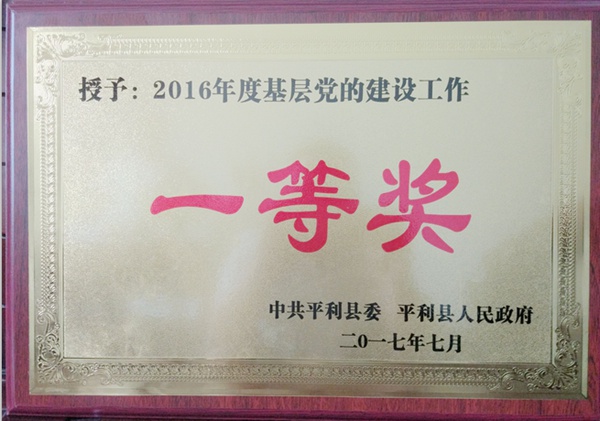 授予：2016年度基层党的建设工作
一等奖
中共平利县委 平利县人民政府
二0一七年七月